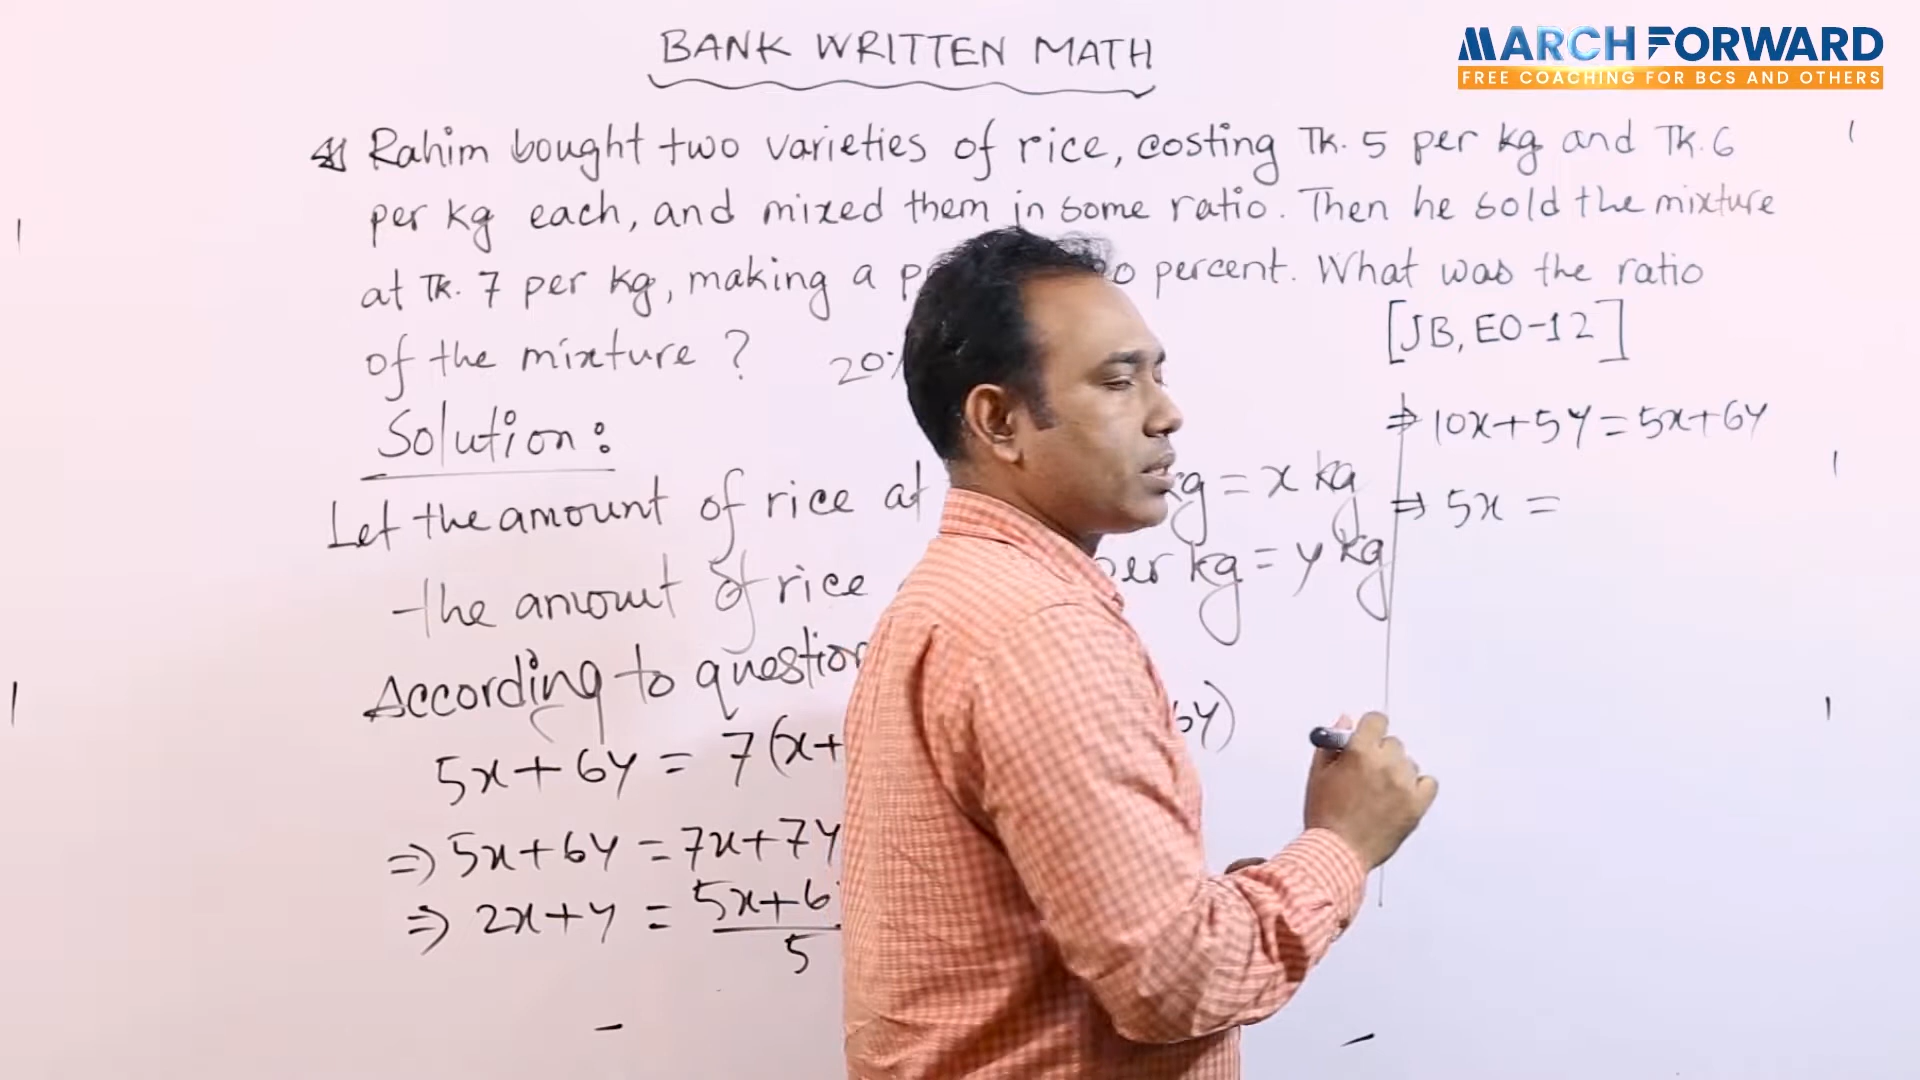 BANK WRITTEN MATH
MARCH FORWARD
FREE COACHING FOR BCS AND OTHERS
Rahim bought two varieties of rice, costing Tk. 5 per kg and Tk. 6
per kg each, and mixed them in some ratio. Then he sold the mixture
at Tk. 7 per kg, making a percent. What was the ratio
of the mixture ? 20%
[JB, EO-12]
Solution:
Let the amount of rice at kg = x kg
the amount of rice per kg = y kg
According to question
5x + 6y = 7(x+ 6y)
⇒ 5x + 6y = 7x + 7y
⇒ 2x + y = 5x+6
5
⇒ 10x + 5y = 5x + 6y
⇒ 5x =